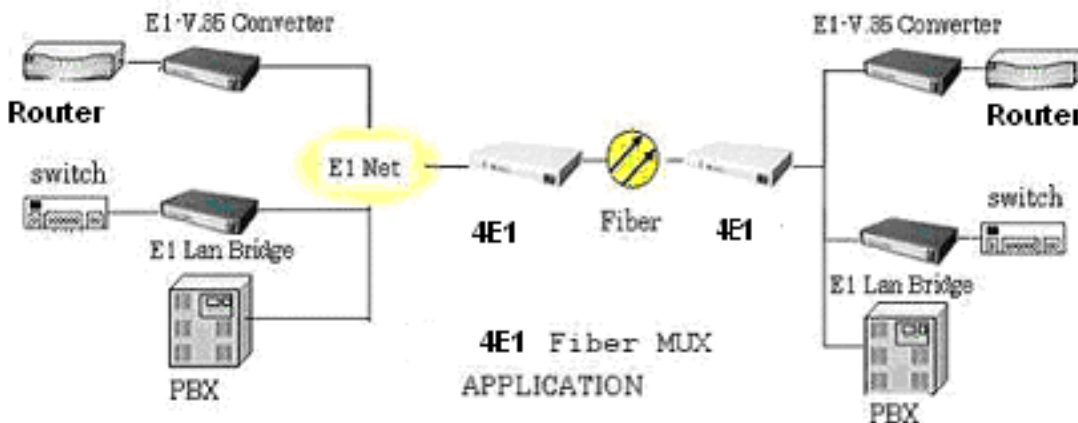 E1-V.35 Converter
E1-V.35 Converter
Router
Router
E1 Net
switch
switch
4E1
Fiber
4E1
E1 Lan Bridge
E1 Lan Bridge
4E1 Fiber MUX
APPLICATION
PBX
PBX